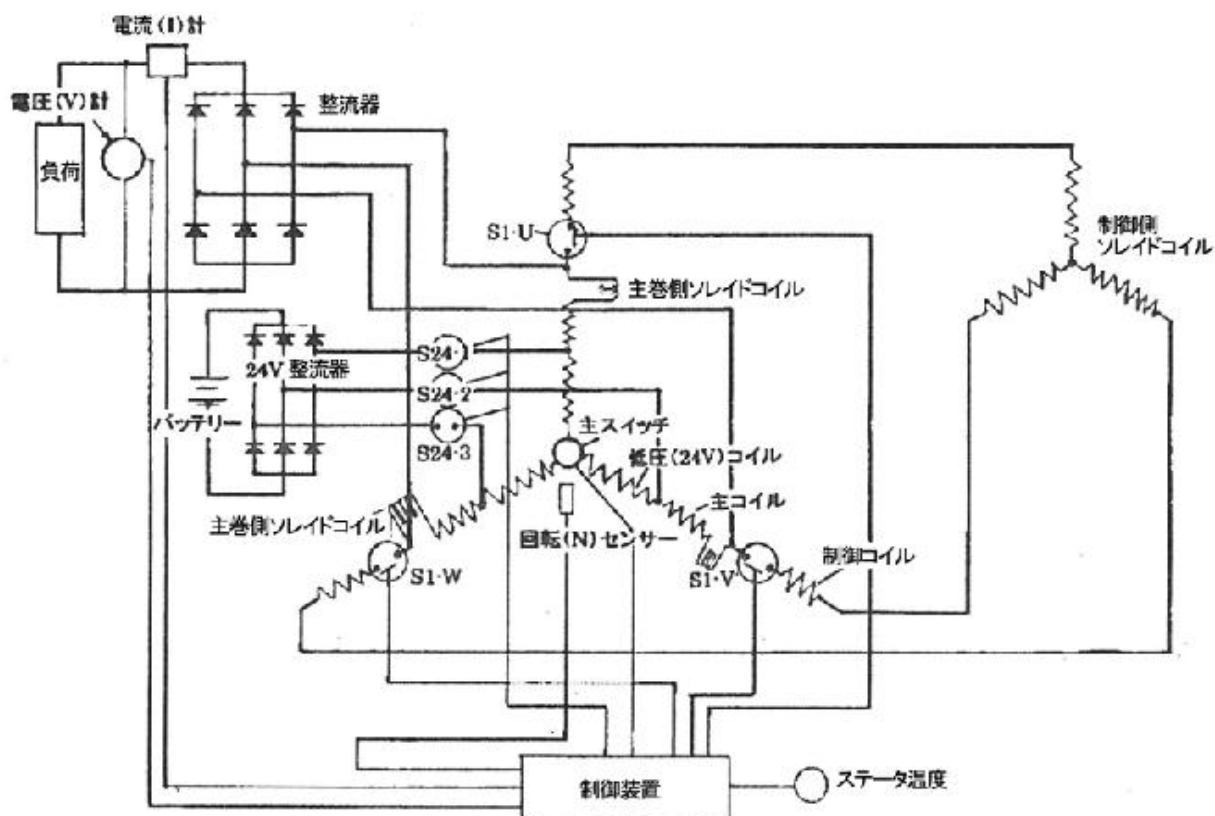 電流(I)計
電圧(V)計
整流器
負荷
S1・U
制御側
ソレイドコイル
主巻側ソレイドコイル
S24・1
24V 整流器
S24・2
バッテリー
主スイッチ
S24・3
低圧(24V)コイル
主コイル
主巻側ソレイドコイル
回転(N)センサー
制御コイル
S1・W
S1・V
制御装置
ステータ温度